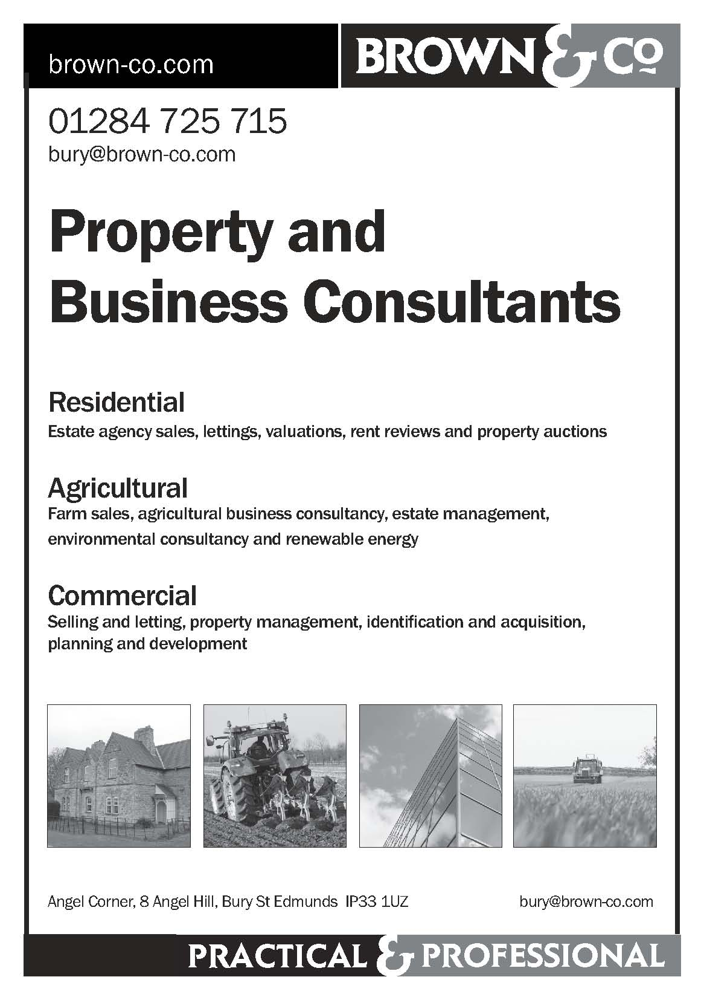 brown-co.com
BROWN & CO
01284 725 715
bury@brown-co.com
Property and
Business Consultants
Residential
Estate agency sales, lettings, valuations, rent reviews and property auctions
Agricultural
Farm sales, agricultural business consultancy, estate management,
environmental consultancy and renewable energy
Commercial
Selling and letting, property management, identification and acquisition,
planning and development
Angel Corner, 8 Angel Hill, Bury St Edmunds IP33 1UZ bury@brown-co.com
PRACTICAL & PROFESSIONAL